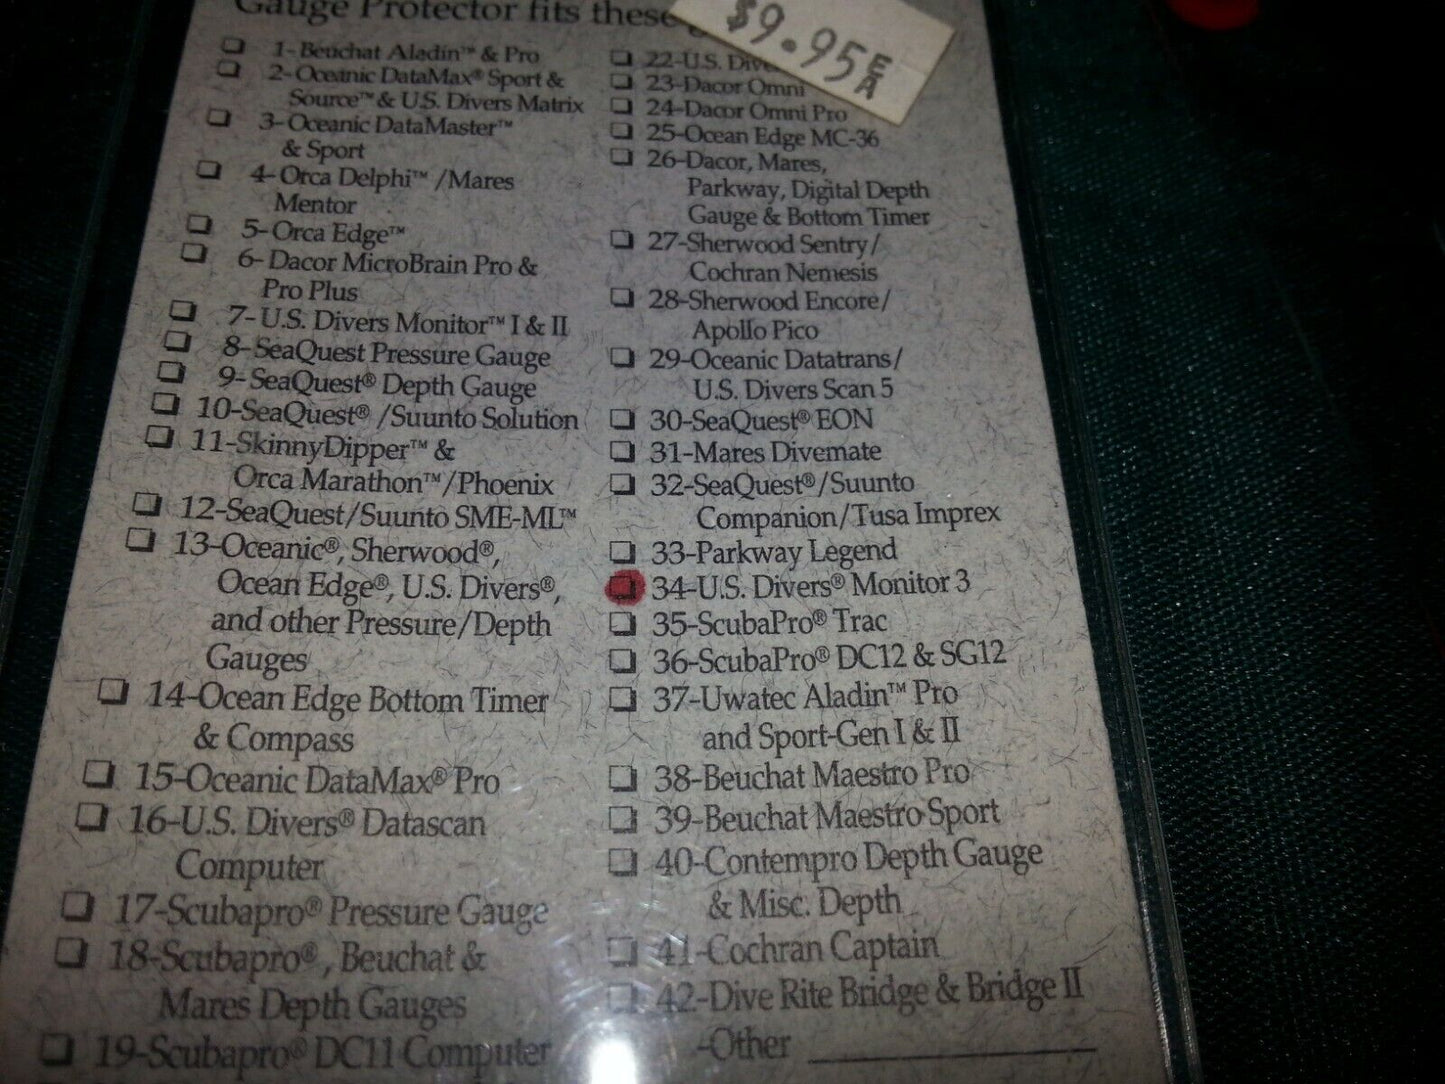 Gauge Protector fits these
$9.95 EA
❏ 1-Beuchat Aladin™ & Pro
❏ 2-Oceanic DataMax® Sport &
Source™ & U.S. Divers Matrix
❏ 3-Oceanic DataMaster™
& Sport
❏ 4-Orca Delphi™ /Mares
Mentor
❏ 5-Orca Edge™
❏ 6-Dacor MicroBrain Pro &
Pro Plus
❏ 7-U.S. Divers Monitor™ I & II
❏ 8-SeaQuest Pressure Gauge
❏ 9-SeaQuest® Depth Gauge
❏ 10-SeaQuest® /Suunto Solution
❏ 11-SkinnyDipper™ &
Orca Marathon™/Phoenix
❏ 12-SeaQuest/Suunto SME-ML™
❏ 13-Oceanic®, Sherwood®,
Ocean Edge®, U.S. Divers®,
and other Pressure/Depth
Gauges
❏ 14-Ocean Edge Bottom Timer
& Compass
❏ 15-Oceanic DataMax® Pro
❏ 16-U.S. Divers® Datascan
Computer
❏ 17-Scubapro® Pressure Gauge
❏ 18-Scubapro®, Beuchat &
Mares Depth Gauges
❏ 19-Scubapro® DC11 Computer
❏ 22-U.S.
❏ 23-Dacor Omni
❏ 24-Dacor Omni Pro
❏ 25-Ocean Edge MC-36
❏ 26-Dacor, Mares,
Parkway, Digital Depth
Gauge & Bottom Timer
❏ 27-Sherwood Sentry/
Cochran Nemesis
❏ 28-Sherwood Encore/
Apollo Pico
❏ 29-Oceanic Datatrans/
U.S. Divers Scan 5
❏ 30-SeaQuest® EON
❏ 31-Mares Divemate
❏ 32-SeaQuest®/Suunto
Companion/Tusa Imprex
❏ 33-Parkway Legend
❏ 34-U.S. Divers® Monitor 3
❏ 35-ScubaPro® Trac
❏ 36-ScubaPro® DC12 & SG12
❏ 37-Uwatec Aladin™ Pro
and Sport-Gen I & II
❏ 38-Beuchat Maestro Pro
❏ 39-Beuchat Maestro Sport
❏ 40-Contempro Depth Gauge
& Misc. Depth
❏ 41-Cochran Captain
❏ 42-Dive Rite Bridge & Bridge II
-Other